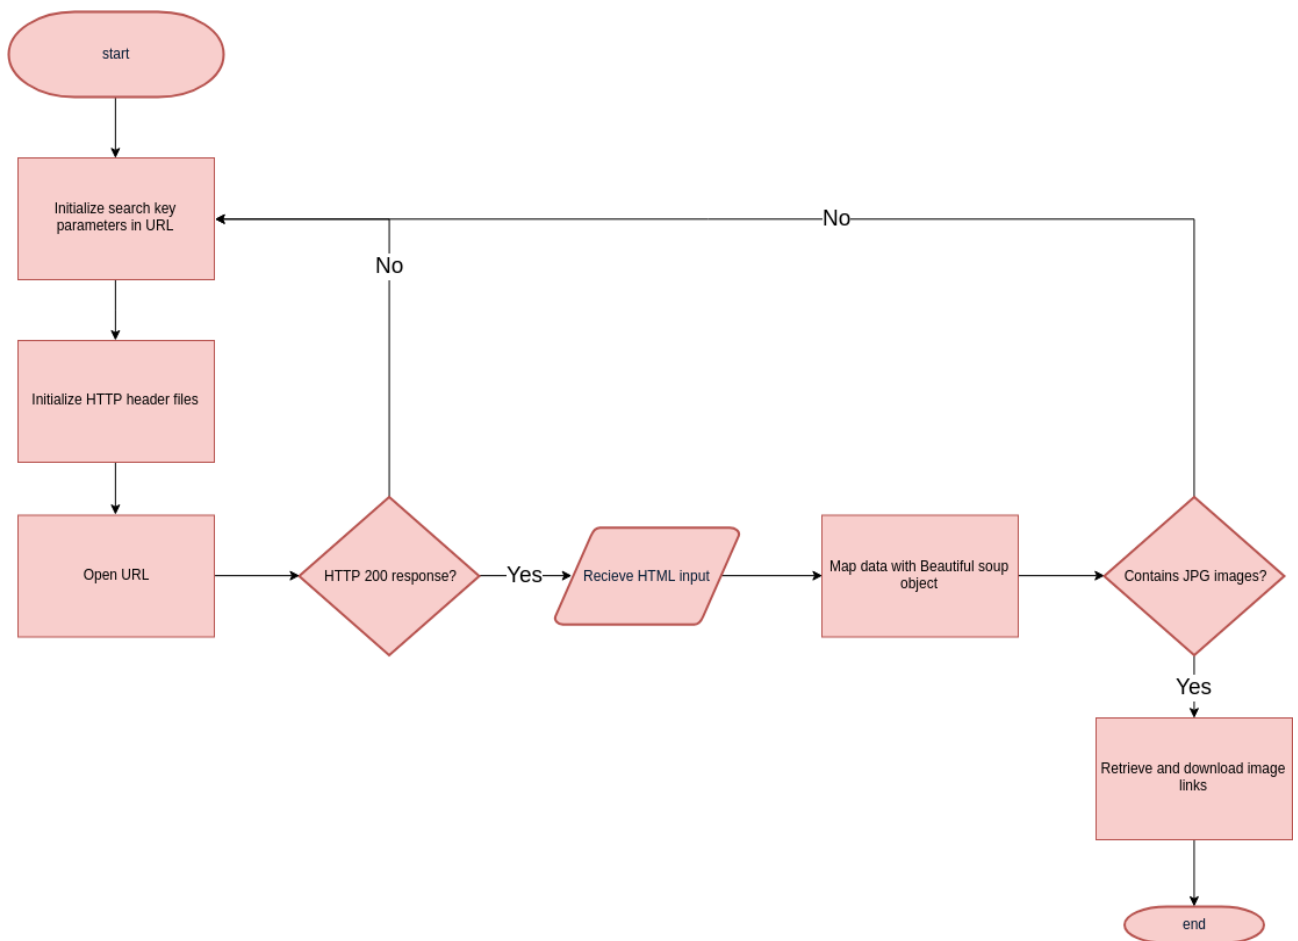 start
Initialize search key
parameters in URL
No
No
Initialize HTTP header files
Open URL
HTTP 200 response?
Yes
Recieve HTML input
Map data with Beautiful soup
object
Contains JPG images?
Yes
Retrieve and download image
links
end